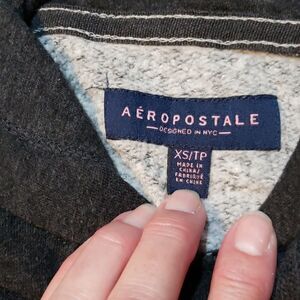 AÉROPOSTALE
DESIGNED IN NYC
XS/TP
MADE IN
CHINA/
FABRIQUÉ
EN CHINE